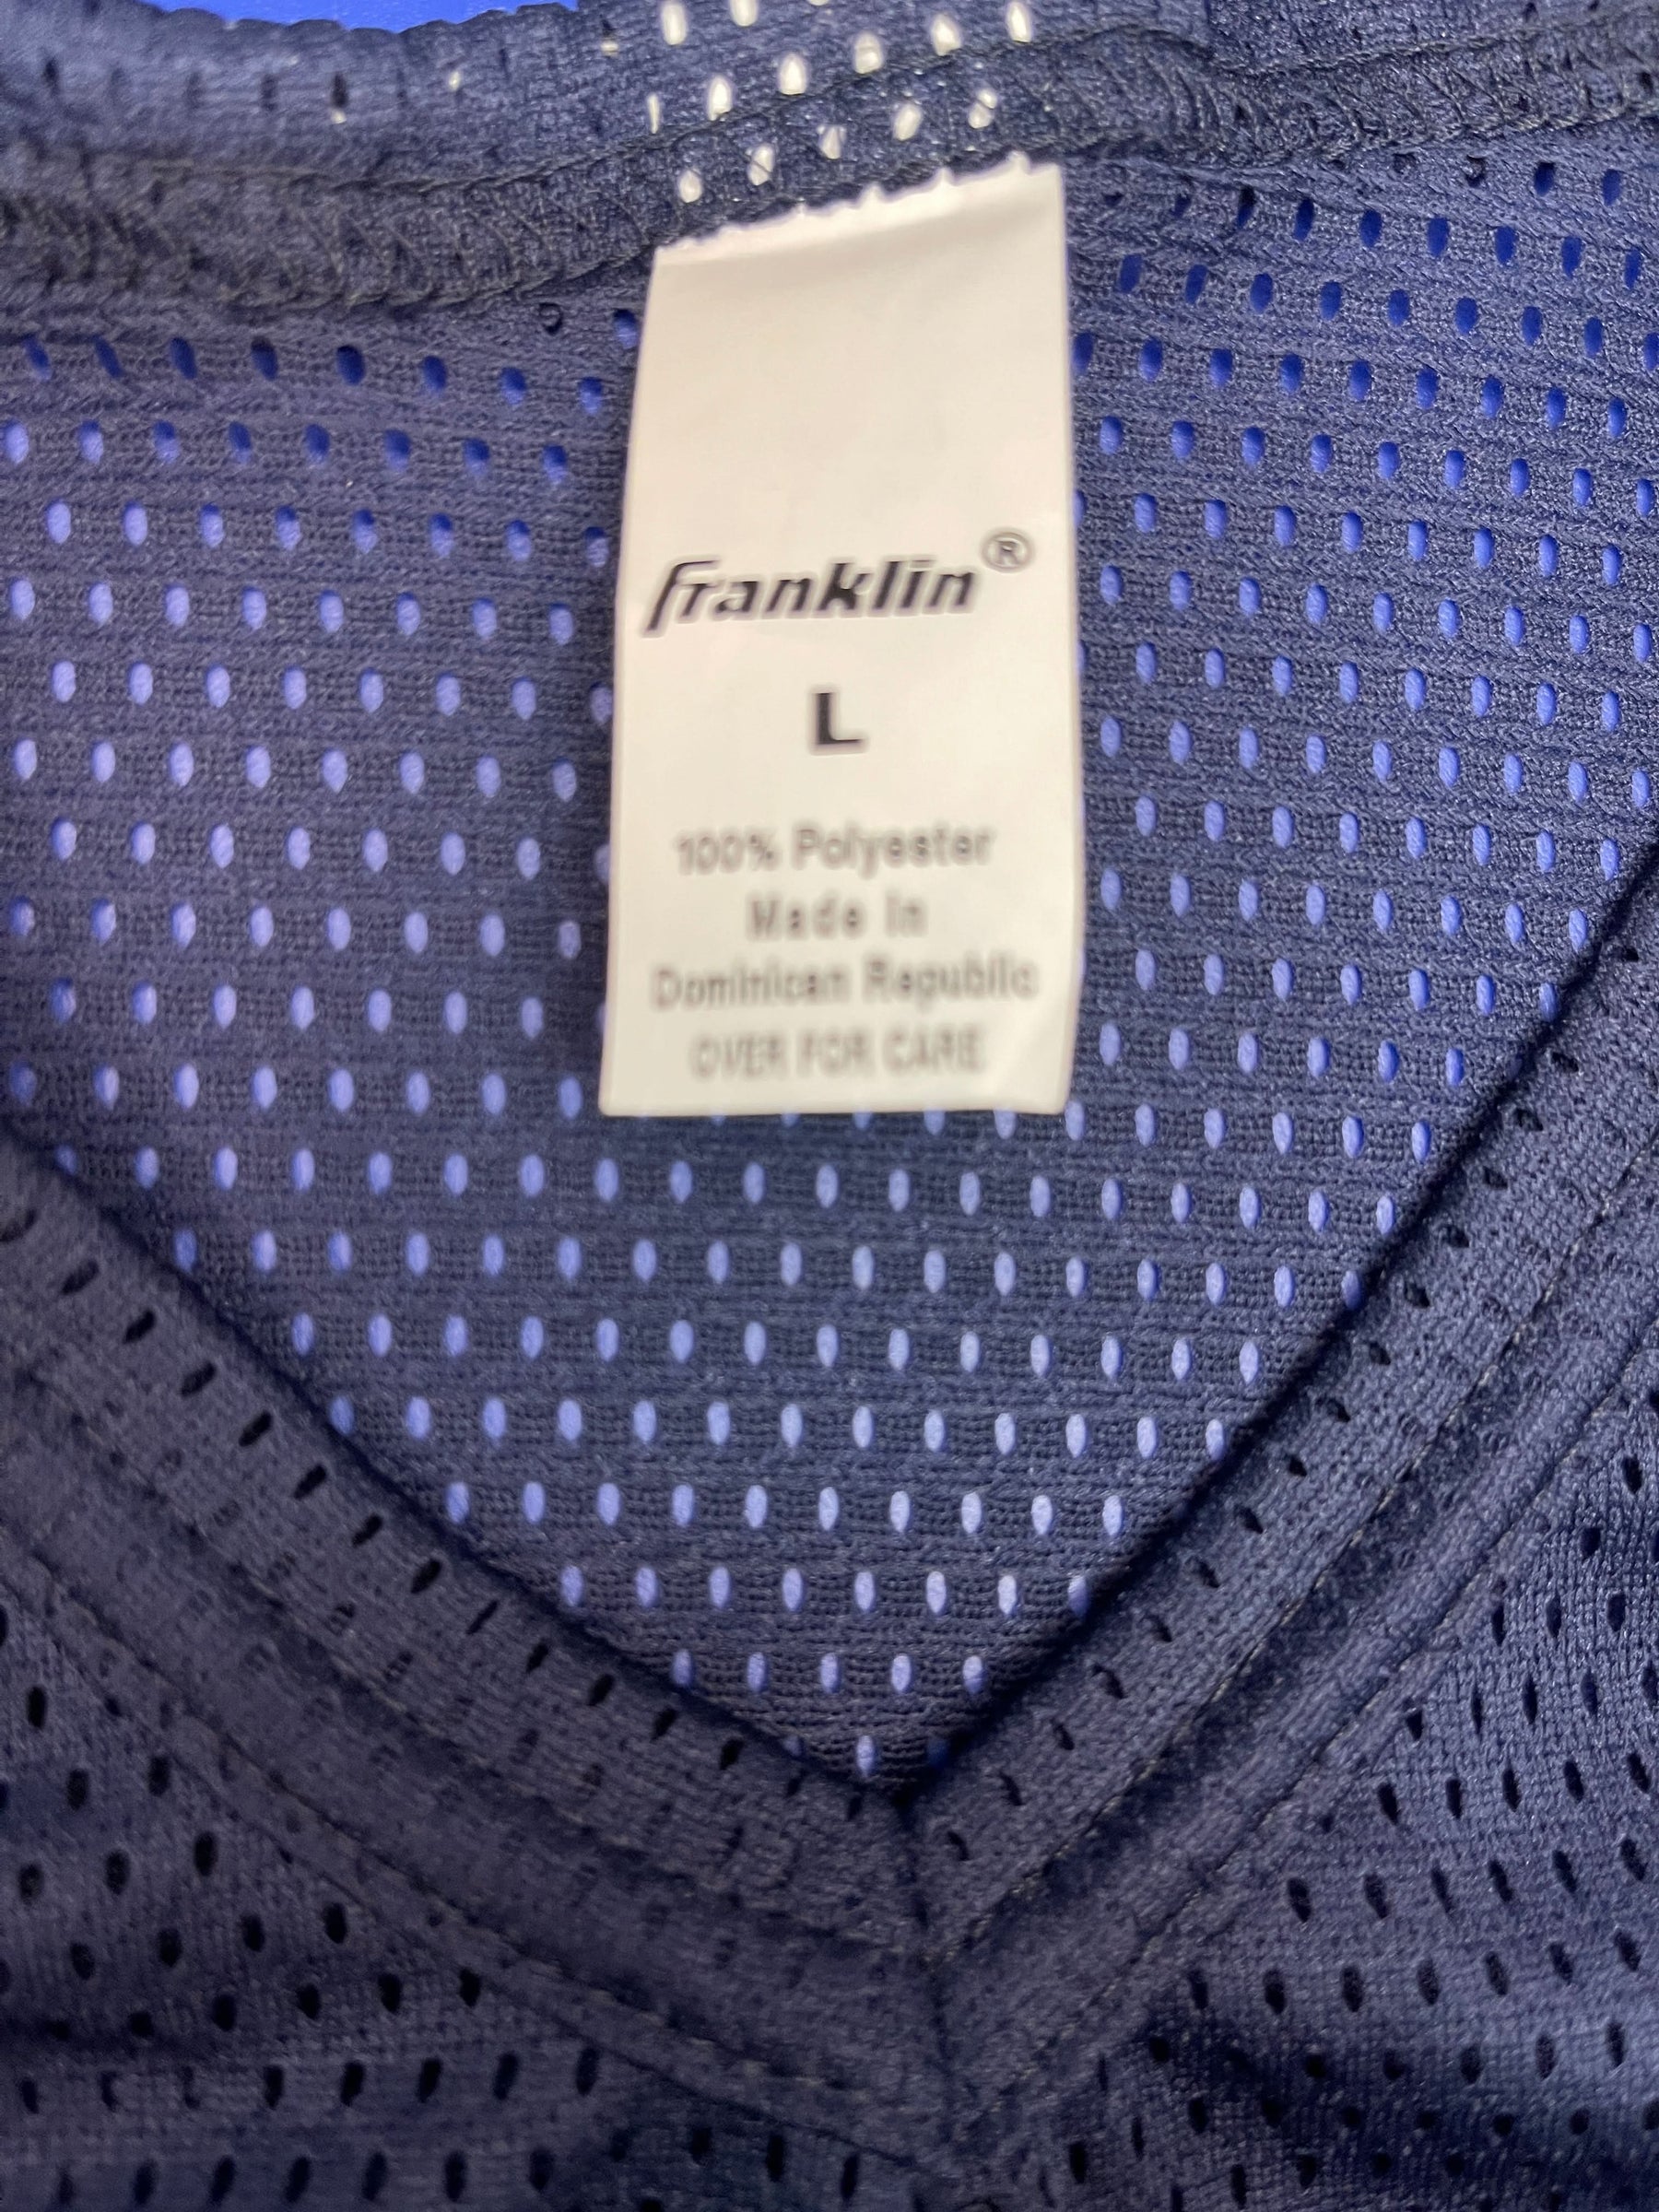 franklin®
L
100% Polyester
Made In
Dominican Republic
OVER FOR CARE